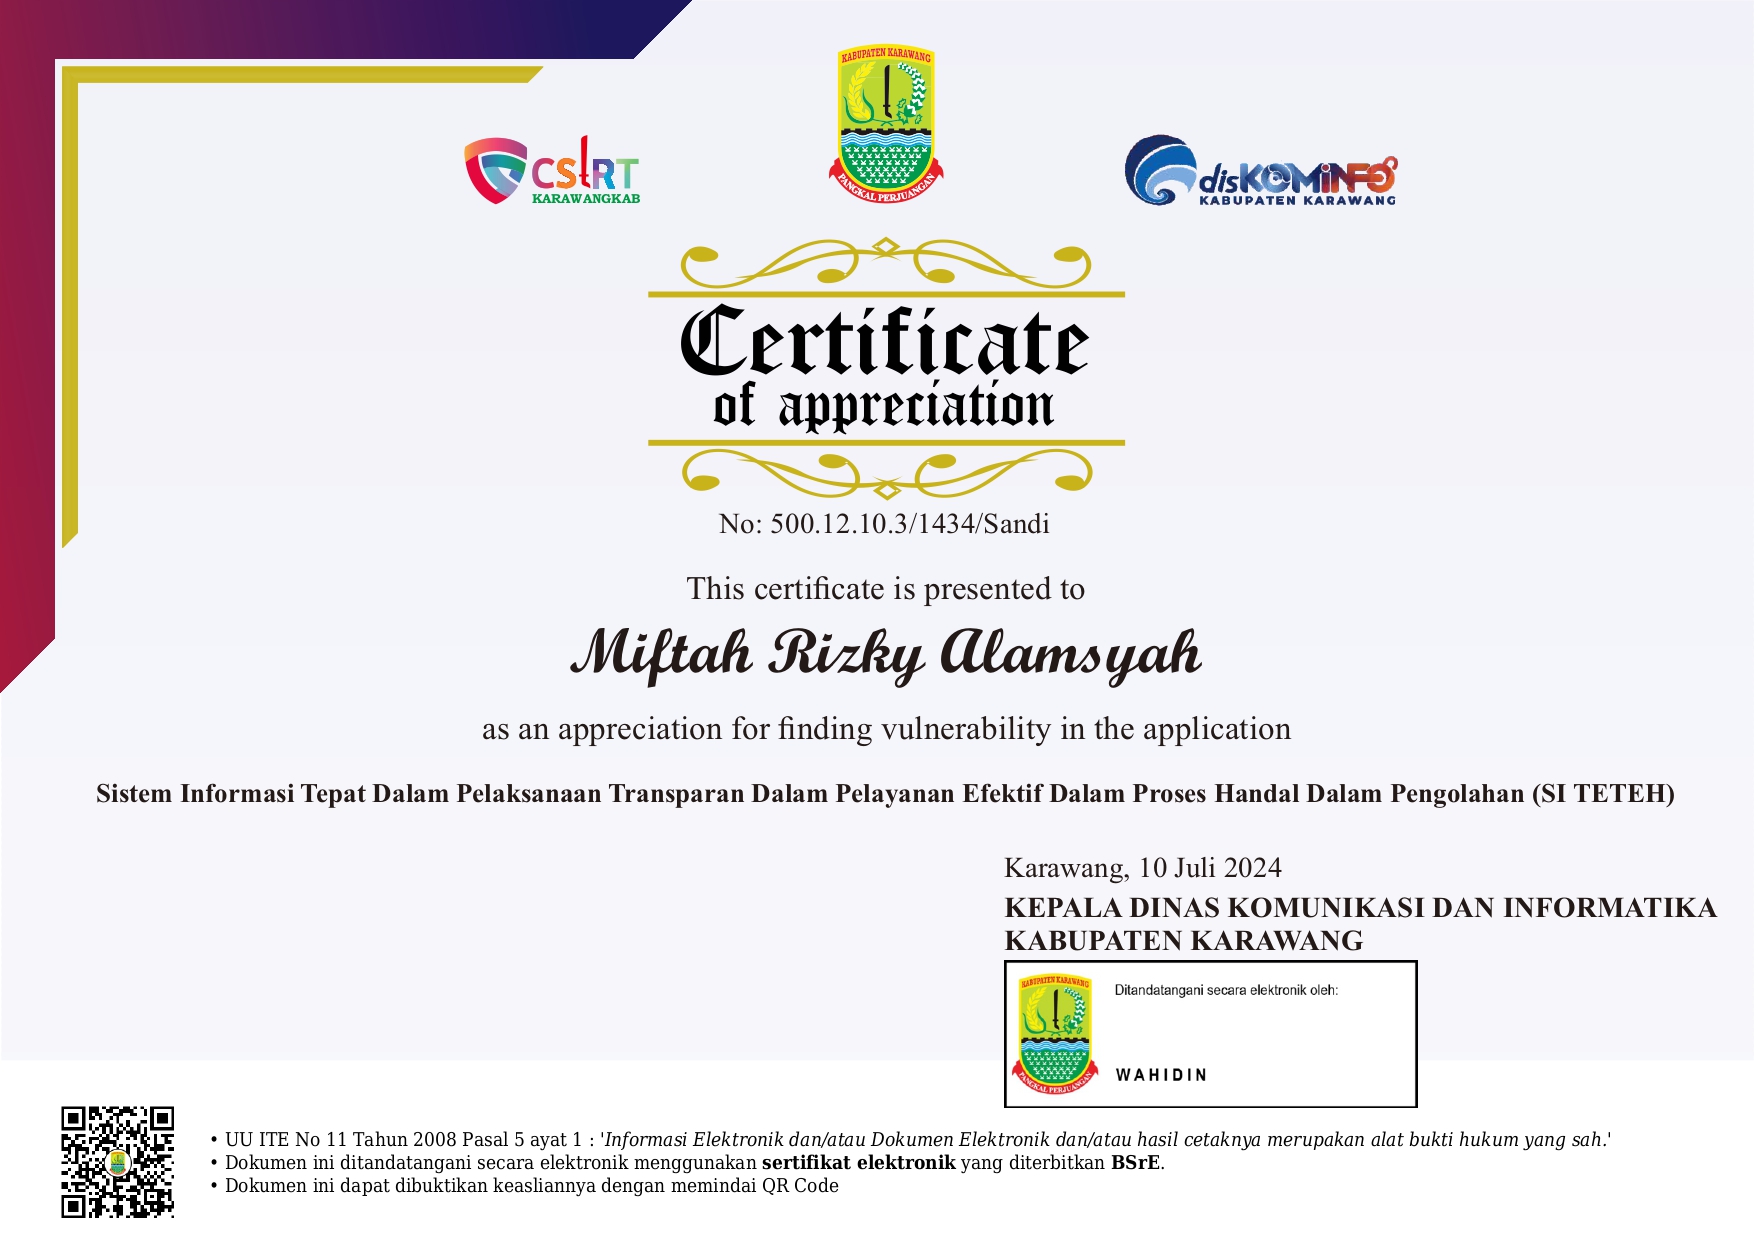 KABUPATEN KARAWANG
PANGKAL PERJUANGAN
CSIRT
KARAWANGKAB
disKOMINFO
KABUPATEN KARAWANG
Certificate
of appreciation
No: 500.12.10.3/1434/Sandi
This certificate is presented to
Miftah Rizky Alamsyah
as an appreciation for finding vulnerability in the application
Sistem Informasi Tepat Dalam Pelaksanaan Transparan Dalam Pelayanan Efektif Dalam Proses Handal Dalam Pengolahan (SI TETEH)
Karawang, 10 Juli 2024
KEPALA DINAS KOMUNIKASI DAN INFORMATIKA
KABUPATEN KARAWANG
KABUPATEN KARAWANG
PANGKAL PERJUANGAN
Ditandatangani secara elektronik oleh:
WAHIDIN
• UU ITE No 11 Tahun 2008 Pasal 5 ayat 1 : 'Informasi Elektronik dan/atau Dokumen Elektronik dan/atau hasil cetaknya merupakan alat bukti hukum yang sah.'
• Dokumen ini ditandatangani secara elektronik menggunakan sertifikat elektronik yang diterbitkan BSrE.
• Dokumen ini dapat dibuktikan keasliannya dengan memindai QR Code